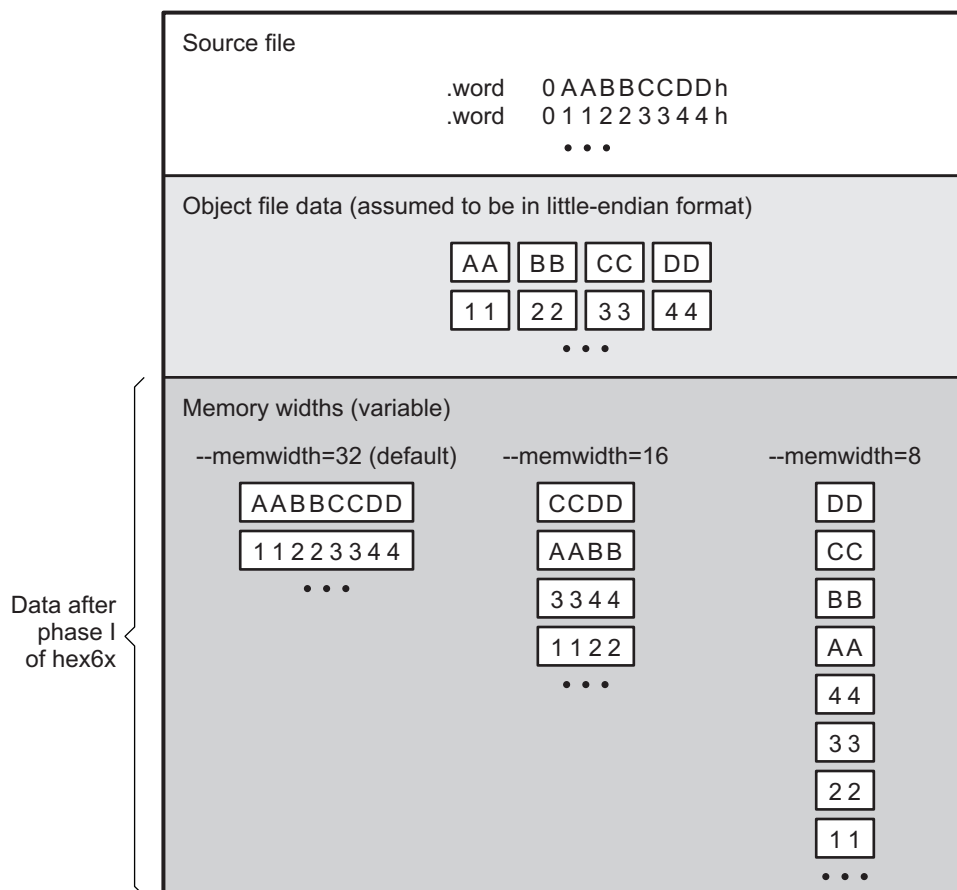 Source file
.word 0AABBCCDDh
.word 011223344h
• • •
Object file data (assumed to be in little-endian format)
AA BB CC DD
11 22 33 44
• • •
Memory widths (variable)
--memwidth=32 (default) --memwidth=16 --memwidth=8
AABBCCDD CCDD DD
11223344 AABB CC
• • • 3344 BB
1122 AA
• • • 44
33
22
11
• • •
Data after
phase I
of hex6x